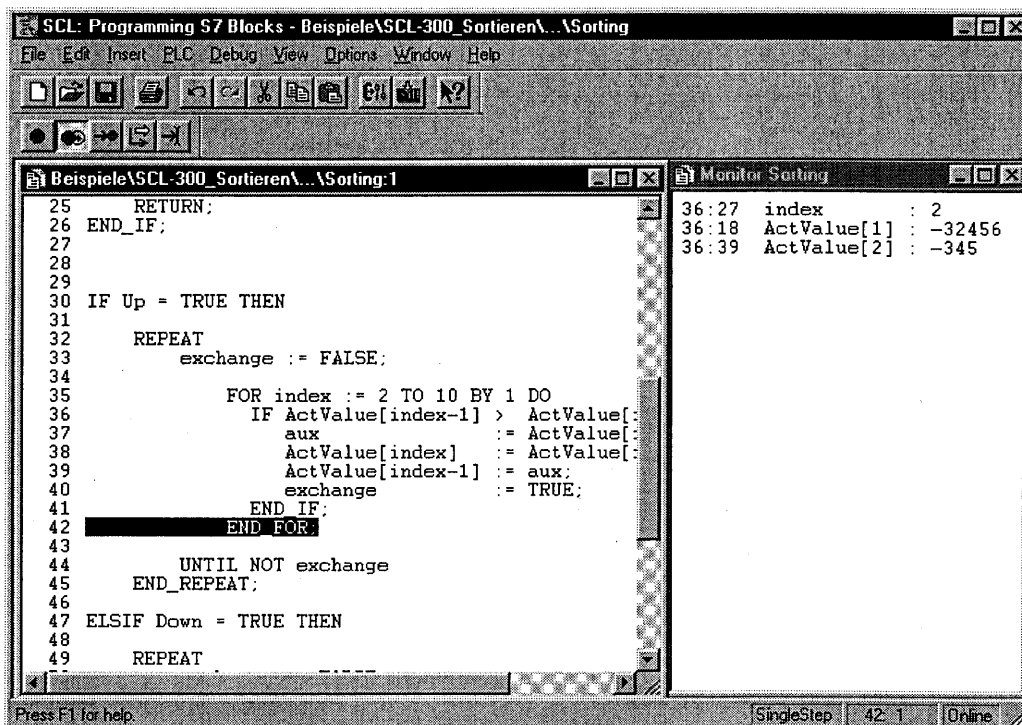 SCL: Programming S7 Blocks - Beispiele\SCL-300_Sortieren\...\Sorting
File Edit Insert PLC Debug View Options Window Help
Beispiele\SCL-300_Sortieren\...\Sorting:1
25 RETURN;
26 END_IF;
27
28
29
30 IF Up = TRUE THEN
31
32 REPEAT
33 exchange := FALSE;
34
35 FOR index := 2 TO 10 BY 1 DO
36 IF ActValue[index-1] > ActValue[
37 aux := ActValue[
38 ActValue[index] := ActValue[
39 ActValue[index-1] := aux;
40 exchange := TRUE;
41 END_IF;
42 END_FOR;
43
44 UNTIL NOT exchange
45 END_REPEAT;
46
47 ELSIF Down = TRUE THEN
48
49 REPEAT
Monitor Sorting
36:27 index : 2
36:18 ActValue[1] : -32456
36:39 ActValue[2] : -345
Press F1 for help.
SingleStep 42: 1 Online